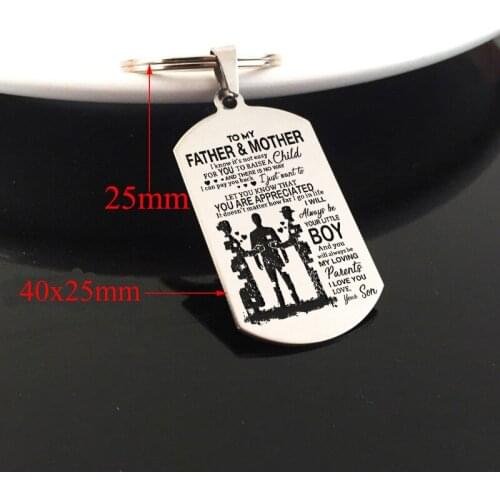 TO MY
FATHER & MOTHER
I know it's not easy
FOR YOU TO RAISE A Child
AND THERE IS NO WAY
I can pay you back I just want to
LET YOU KNOW THAT
YOU ARE APPRECIATED
It doesn't matter how far i go in life
I WILL
Always be
YOUR LITTLE
BOY
And you
will always be
MY LOVING
Parents
I LOVE YOU
LOVE,
Your Son
25mm
40x25mm